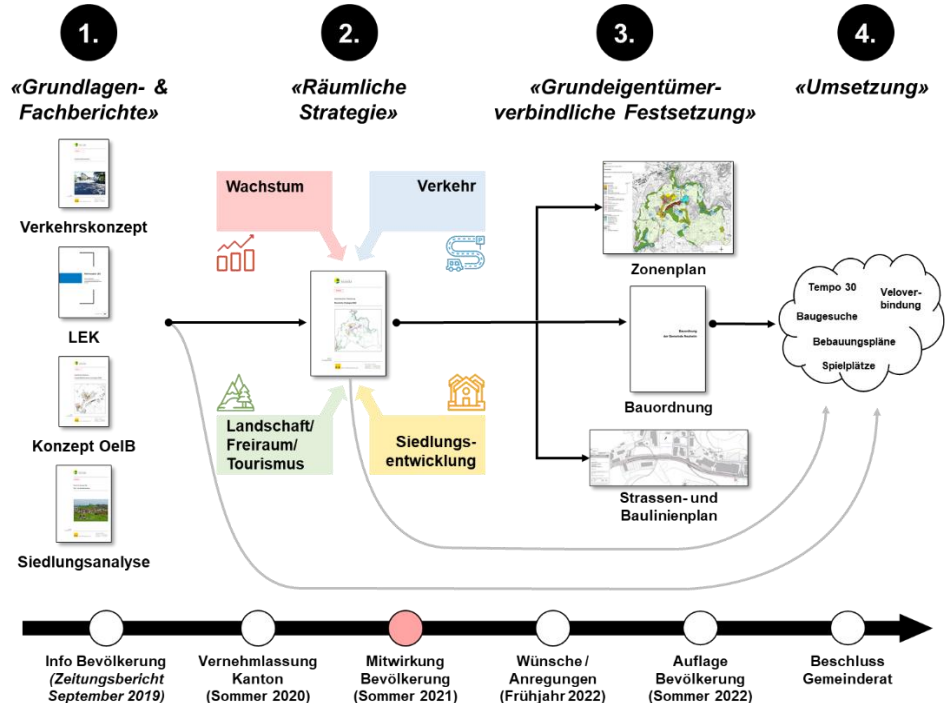 1.
2.
3.
4.
«Grundlagen- &
Fachberichte»
«Räumliche
Strategie»
«Grundeigentümer-
verbindliche Festsetzung»
«Umsetzung»
Verkehrskonzept
LEK
Konzept OeIB
Siedlungsanalyse
Wachstum
Verkehr
Landschaft/
Freiraum/
Tourismus
Siedlungs-
entwicklung
Zonenplan
Bauordnung
Bauordnung
Strassen- und
Baulinienplan
Tempo 30
Velover-
bindung
Baugesuche
Bebauungspläne
Spielplätze
Info Bevölkerung
(Zeitungsbericht
September 2019)
Vernehmlassung
Kanton
(Sommer 2020)
Mitwirkung
Bevölkerung
(Sommer 2021)
Wünsche /
Anregungen
(Frühjahr 2022)
Auflage
Bevölkerung
(Sommer 2022)
Beschluss
Gemeinderat